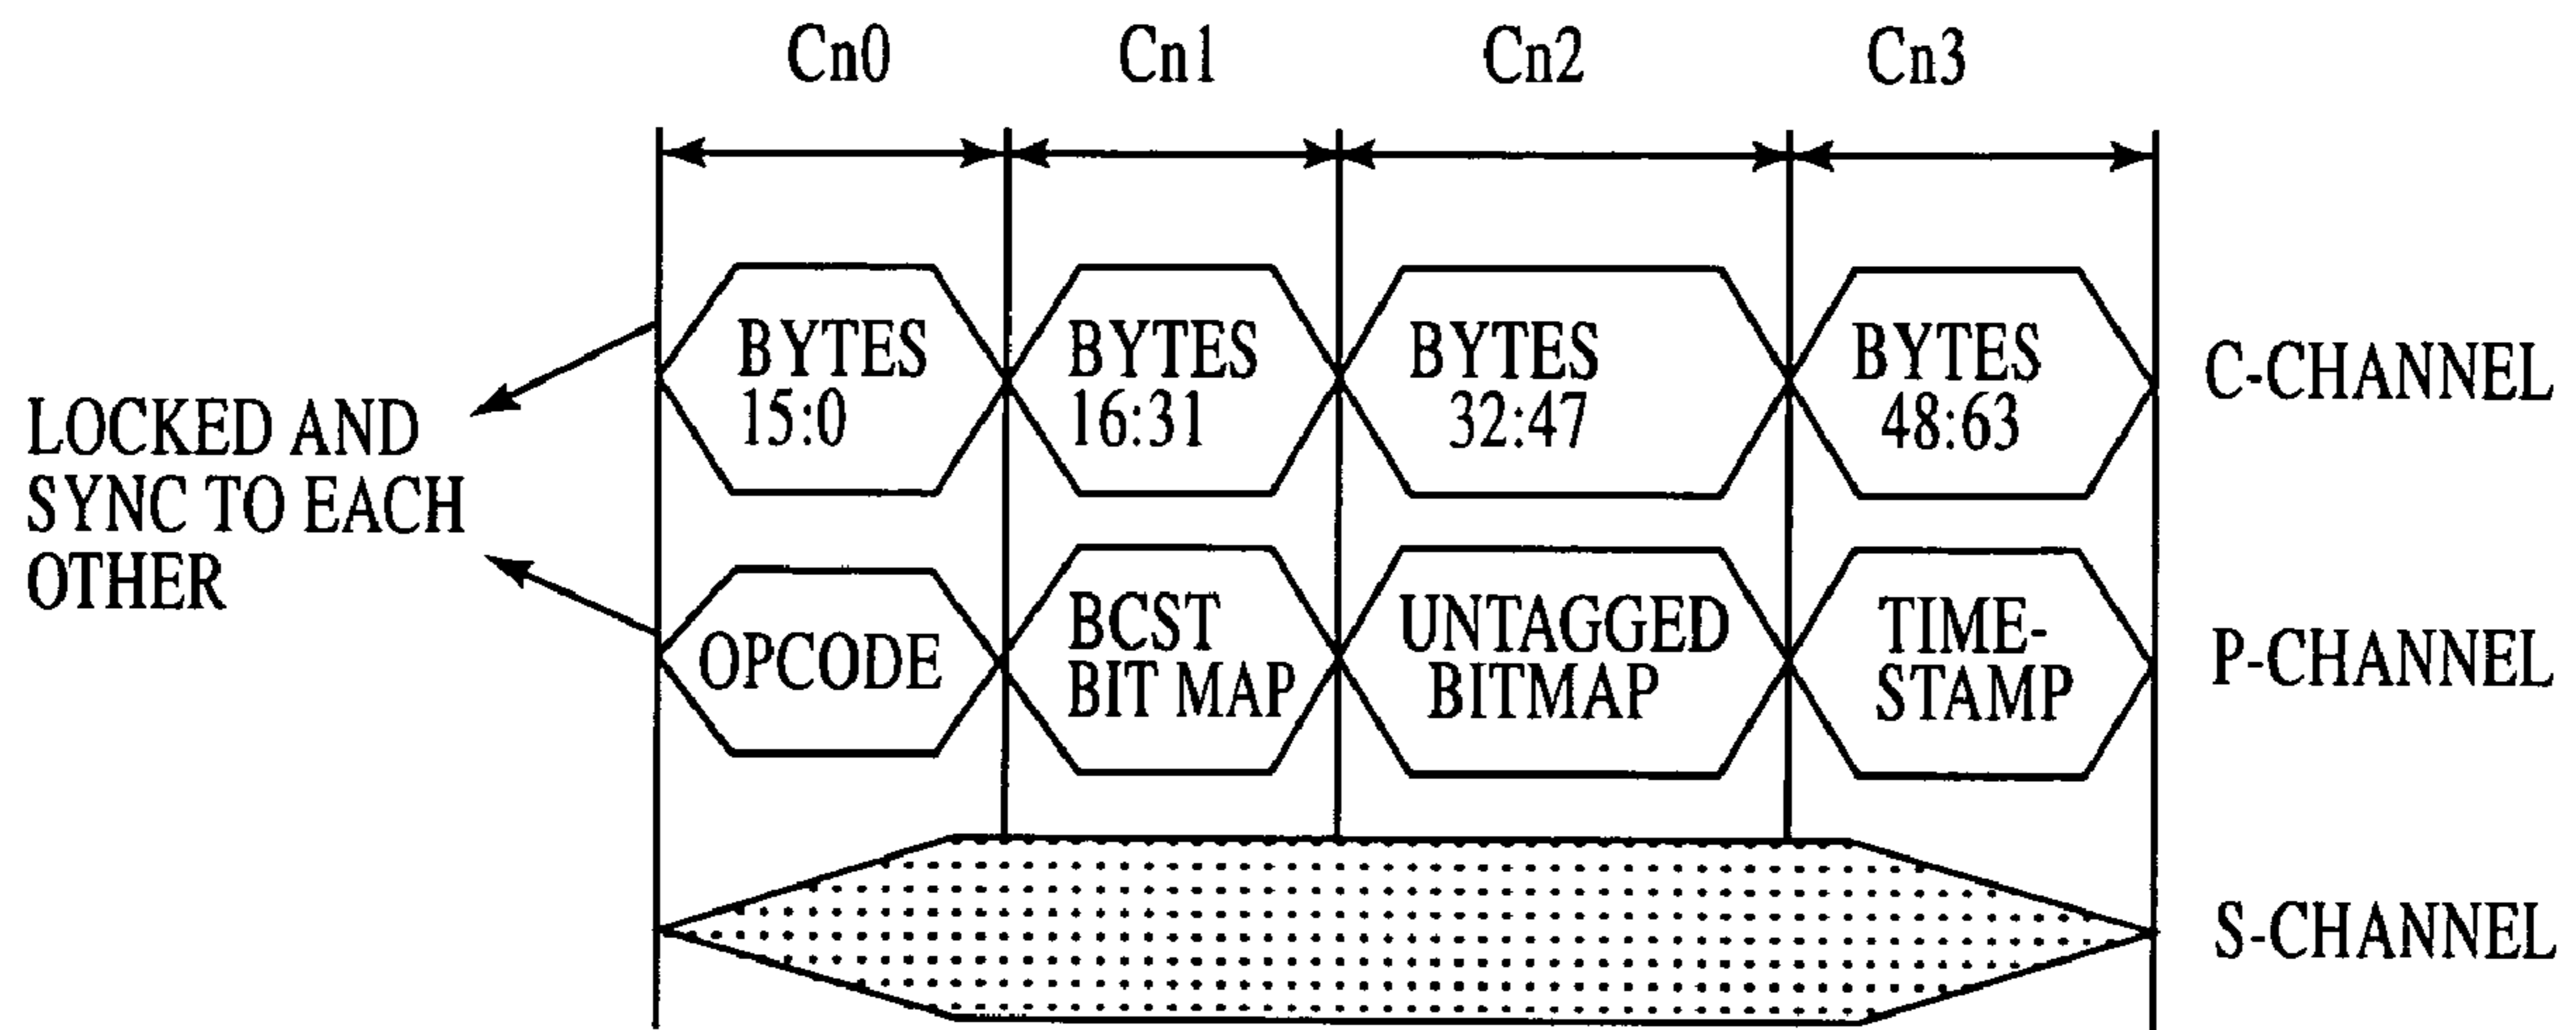 Cn0 Cn1 Cn2 Cn3
BYTES
15:0
BYTES
16:31
BYTES
32:47
BYTES
48:63
C-CHANNEL
LOCKED AND
SYNC TO EACH
OTHER
OPCODE
BCST
BIT MAP
UNTAGGED
BITMAP
TIME-
STAMP
P-CHANNEL
S-CHANNEL